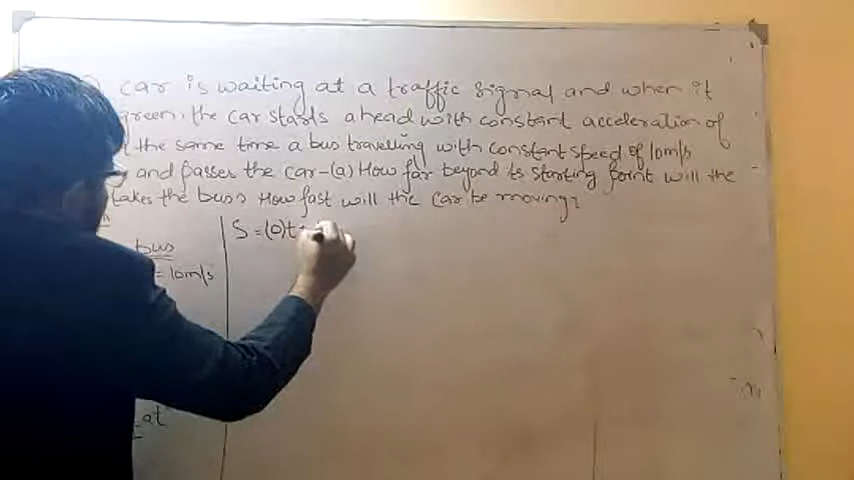 car is waiting at a traffic signal and when it
green, the car starts ahead with constant acceleration of
the same time a bus travelling with constant speed of 10m/s
and passes the car-(a) How far beyond its starting point will the
takes the bus? How fast will the car be moving?
bus
= 10m/s
S = (0)t +
at²